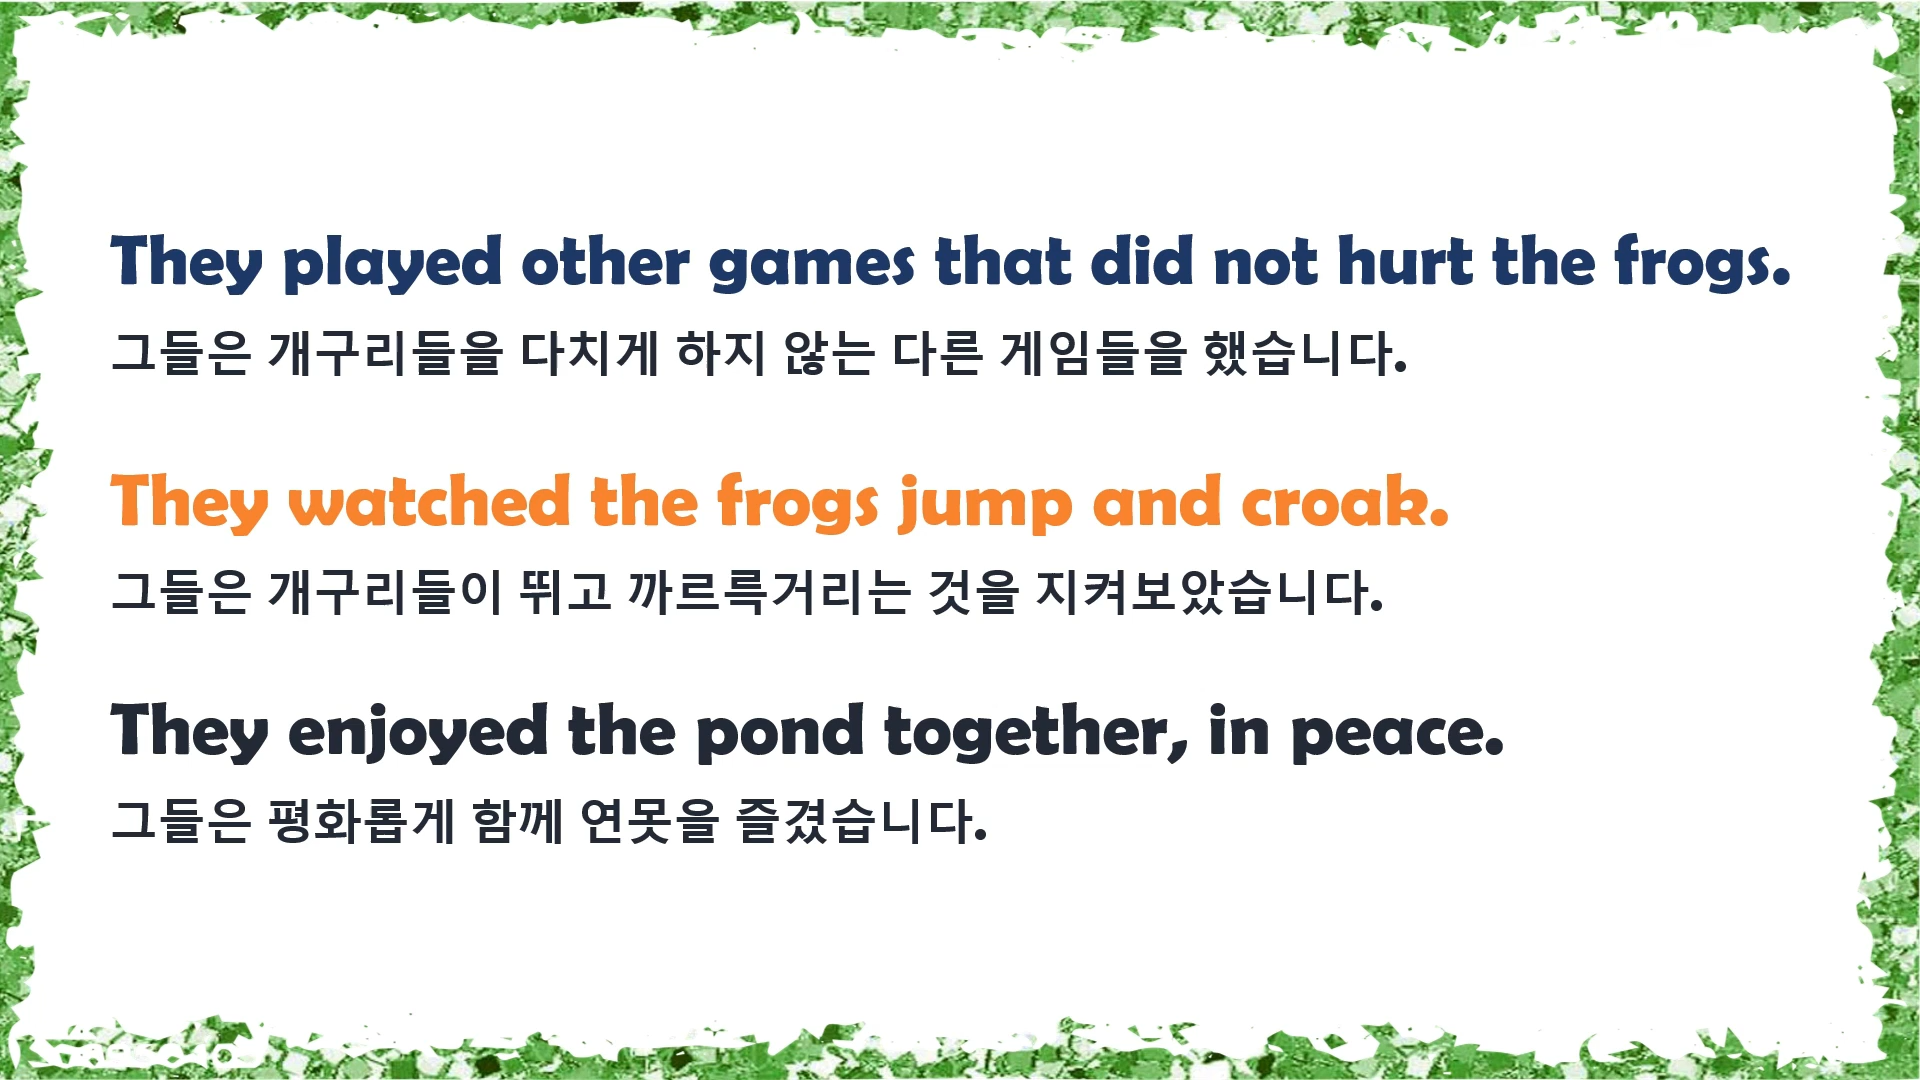 They played other games that did not hurt the frogs.
그들은 개구리들을 다치게 하지 않는 다른 게임들을 했습니다.
They watched the frogs jump and croak.
그들은 개구리들이 뛰고 까르륵거리는 것을 지켜보았습니다.
They enjoyed the pond together, in peace.
그들은 평화롭게 함께 연못을 즐겼습니다.